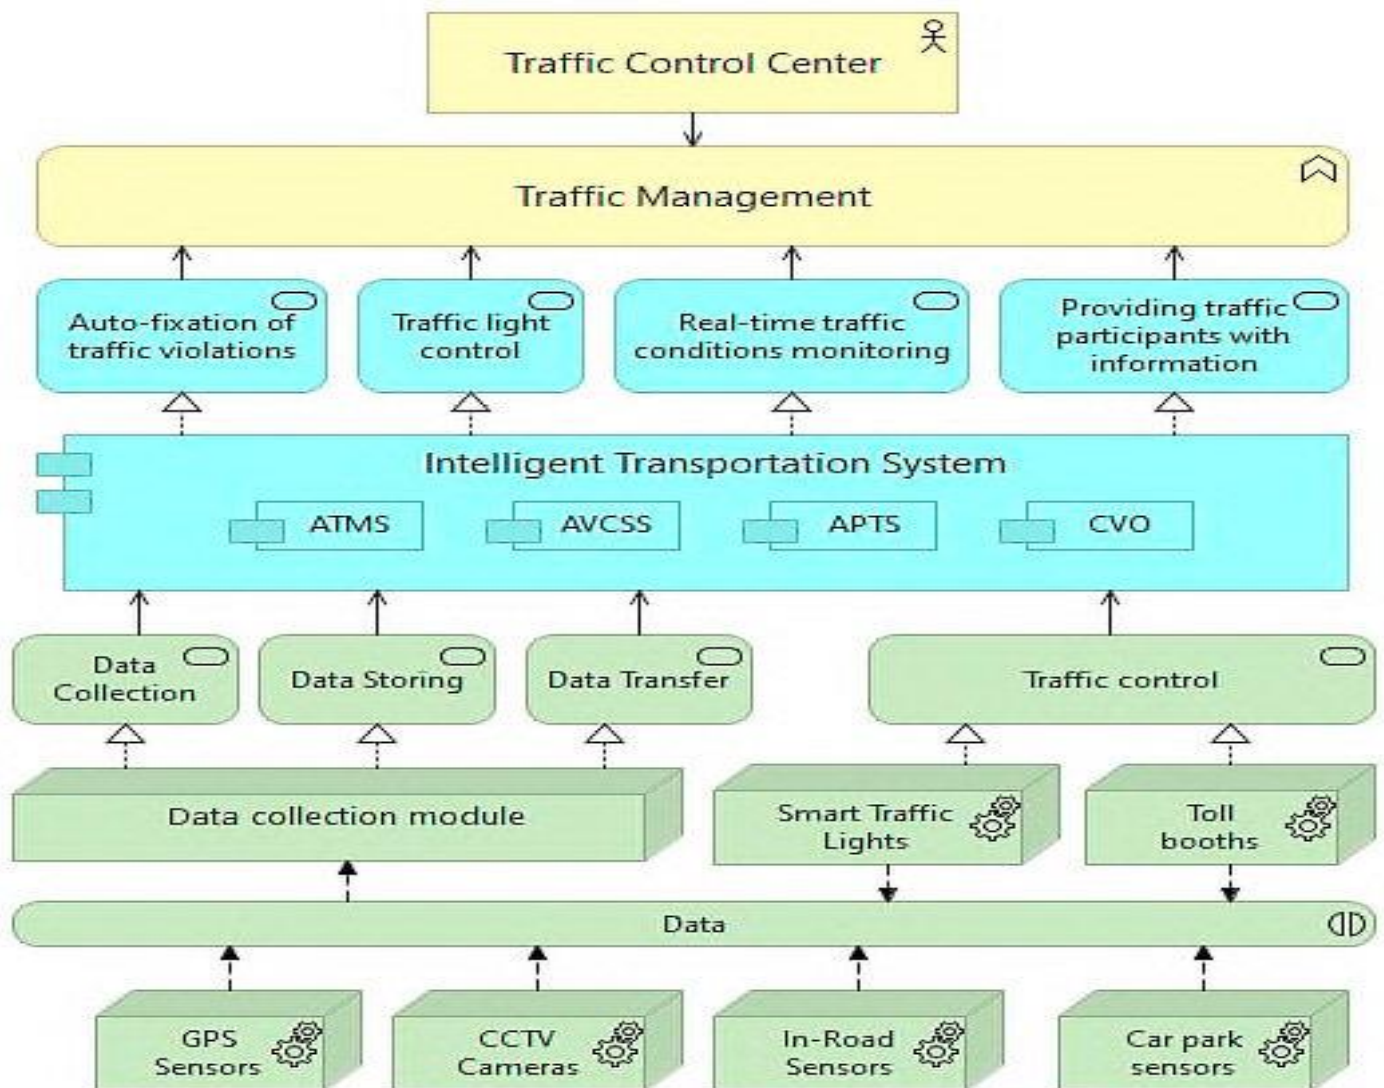 Traffic Control Center
Traffic Management
Auto-fixation of
traffic violations
Traffic light
control
Real-time traffic
conditions monitoring
Providing traffic
participants with
information
Intelligent Transportation System
ATMS
AVCSS
APTS
CVO
Data
Collection
Data Storing
Data Transfer
Traffic control
Data collection module
Smart Traffic
Lights
Toll
booths
Data
GPS
Sensors
CCTV
Cameras
In-Road
Sensors
Car park
sensors